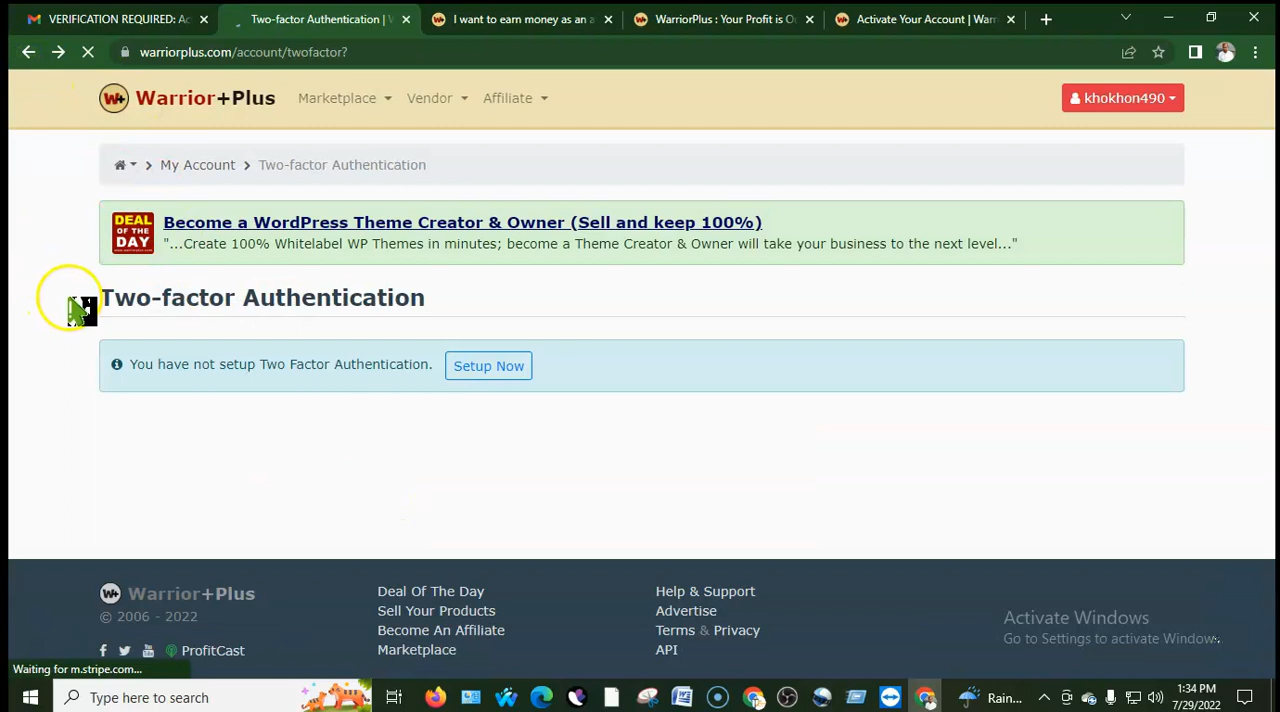 VERIFICATION REQUIRED: Ac
Two-factor Authentication | W
I want to earn money as an a
WarriorPlus : Your Profit is O
Activate Your Account | Warr
warriorplus.com/account/twofactor?
W+ Warrior+Plus
Marketplace
Vendor
Affiliate
khokhon490
My Account
Two-factor Authentication
DEAL OF THE DAY
Become a WordPress Theme Creator & Owner (Sell and keep 100%)
"...Create 100% Whitelabel WP Themes in minutes; become a Theme Creator & Owner will take your business to the next level..."
Two-factor Authentication
You have not setup Two Factor Authentication. Setup Now
W+ Warrior+Plus
© 2006 - 2022
ProfitCast
Deal Of The Day
Sell Your Products
Become An Affiliate
Marketplace
Help & Support
Advertise
Terms & Privacy
API
Activate Windows
Go to Settings to activate Windows.
Waiting for m.stripe.com...
Type here to search
Rain...
1:34 PM
7/29/2022